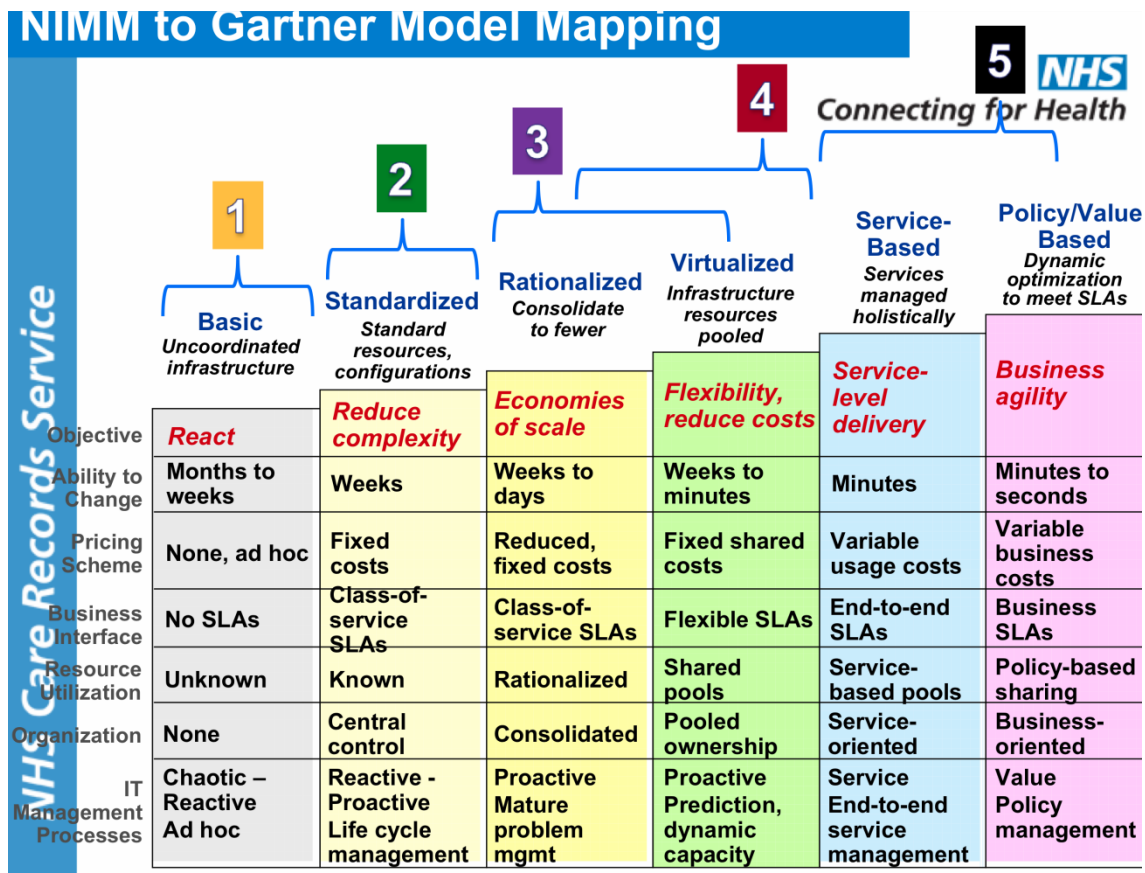 NIMM to Gartner Model Mapping
5
NHS
Connecting for Health
4
3
2
1
NHS Care Records Service
Basic
Uncoordinated
infrastructure
Standardized
Standard
resources,
configurations
Rationalized
Consolidate
to fewer
Virtualized
Infrastructure
resources
pooled
Service-
Based
Services
managed
holistically
Policy/Value
Based
Dynamic
optimization
to meet SLAs
Objective
React
Reduce
complexity
Economies
of scale
Flexibility,
reduce costs
Service-
level
delivery
Business
agility
Ability to
Change
Months to
weeks
Weeks
Weeks to
days
Weeks to
minutes
Minutes
Minutes to
seconds
Pricing
Scheme
None, ad hoc
Fixed
costs
Reduced,
fixed costs
Fixed shared
costs
Variable
usage costs
Variable
business
costs
Business
Interface
No SLAs
Class-of-
service
SLAs
Class-of-
service SLAs
Flexible SLAs
End-to-end
SLAs
Business
SLAs
Resource
Utilization
Unknown
Known
Rationalized
Shared
pools
Service-
based pools
Policy-based
sharing
Organization
None
Central
control
Consolidated
Pooled
ownership
Service-
oriented
Business-
oriented
IT
Management
Processes
Chaotic –
Reactive
Ad hoc
Reactive -
Proactive
Life cycle
management
Proactive
Mature
problem
mgmt
Proactive
Prediction,
dynamic
capacity
Service
End-to-end
service
management
Value
Policy
management